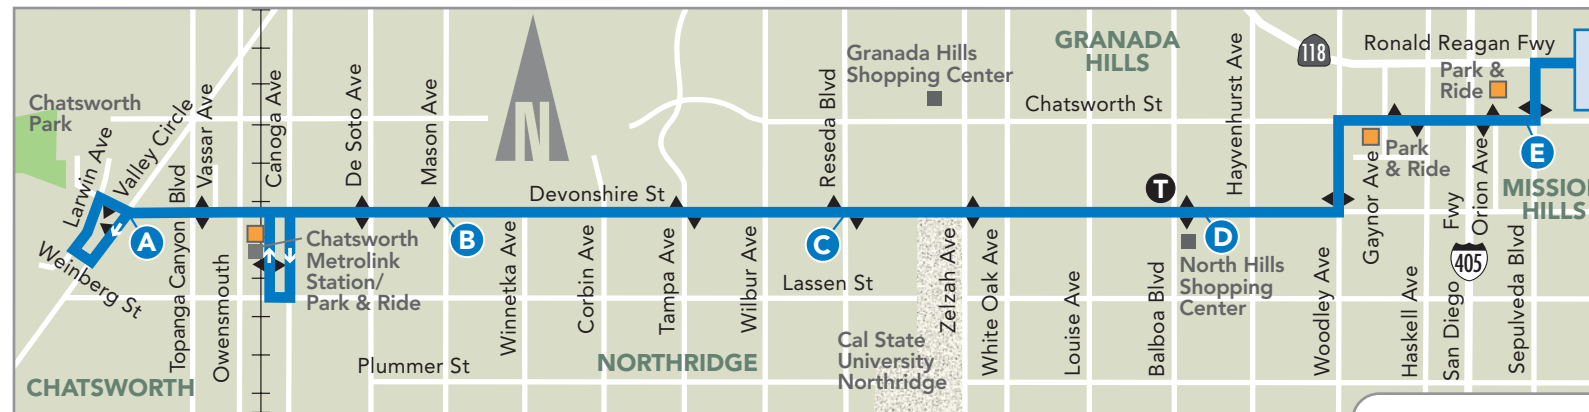 Chatsworth
Park
Larwin Ave
Valley Circle
Vassar Ave
Canoga Ave
De Soto Ave
Mason Ave
N
Devonshire St
Reseda Blvd
Granada Hills
Shopping Center
GRANADA
HILLS
Chatsworth St
Hayvenhurst Ave
118
Ronald Reagan Fwy
Park &
Ride
Park
& Ride
A
B
C
T
D
E
MISSION
HILLS
Weinberg St
Topanga Canyon Blvd
Owensmouth
Chatsworth
Metrolink
Station/
Park & Ride
Winnetka Ave
Corbin Ave
Tampa Ave
Wilbur Ave
Lassen St
Zelzah Ave
White Oak Ave
Louise Ave
Balboa Blvd
North Hills
Shopping
Center
Woodley Ave
Gaynor Ave
Haskell Ave
San Diego Fwy
405
Orion Ave
Sepulveda Blvd
CHATSWORTH
Plummer St
NORTHRIDGE
Cal State
University
Northridge